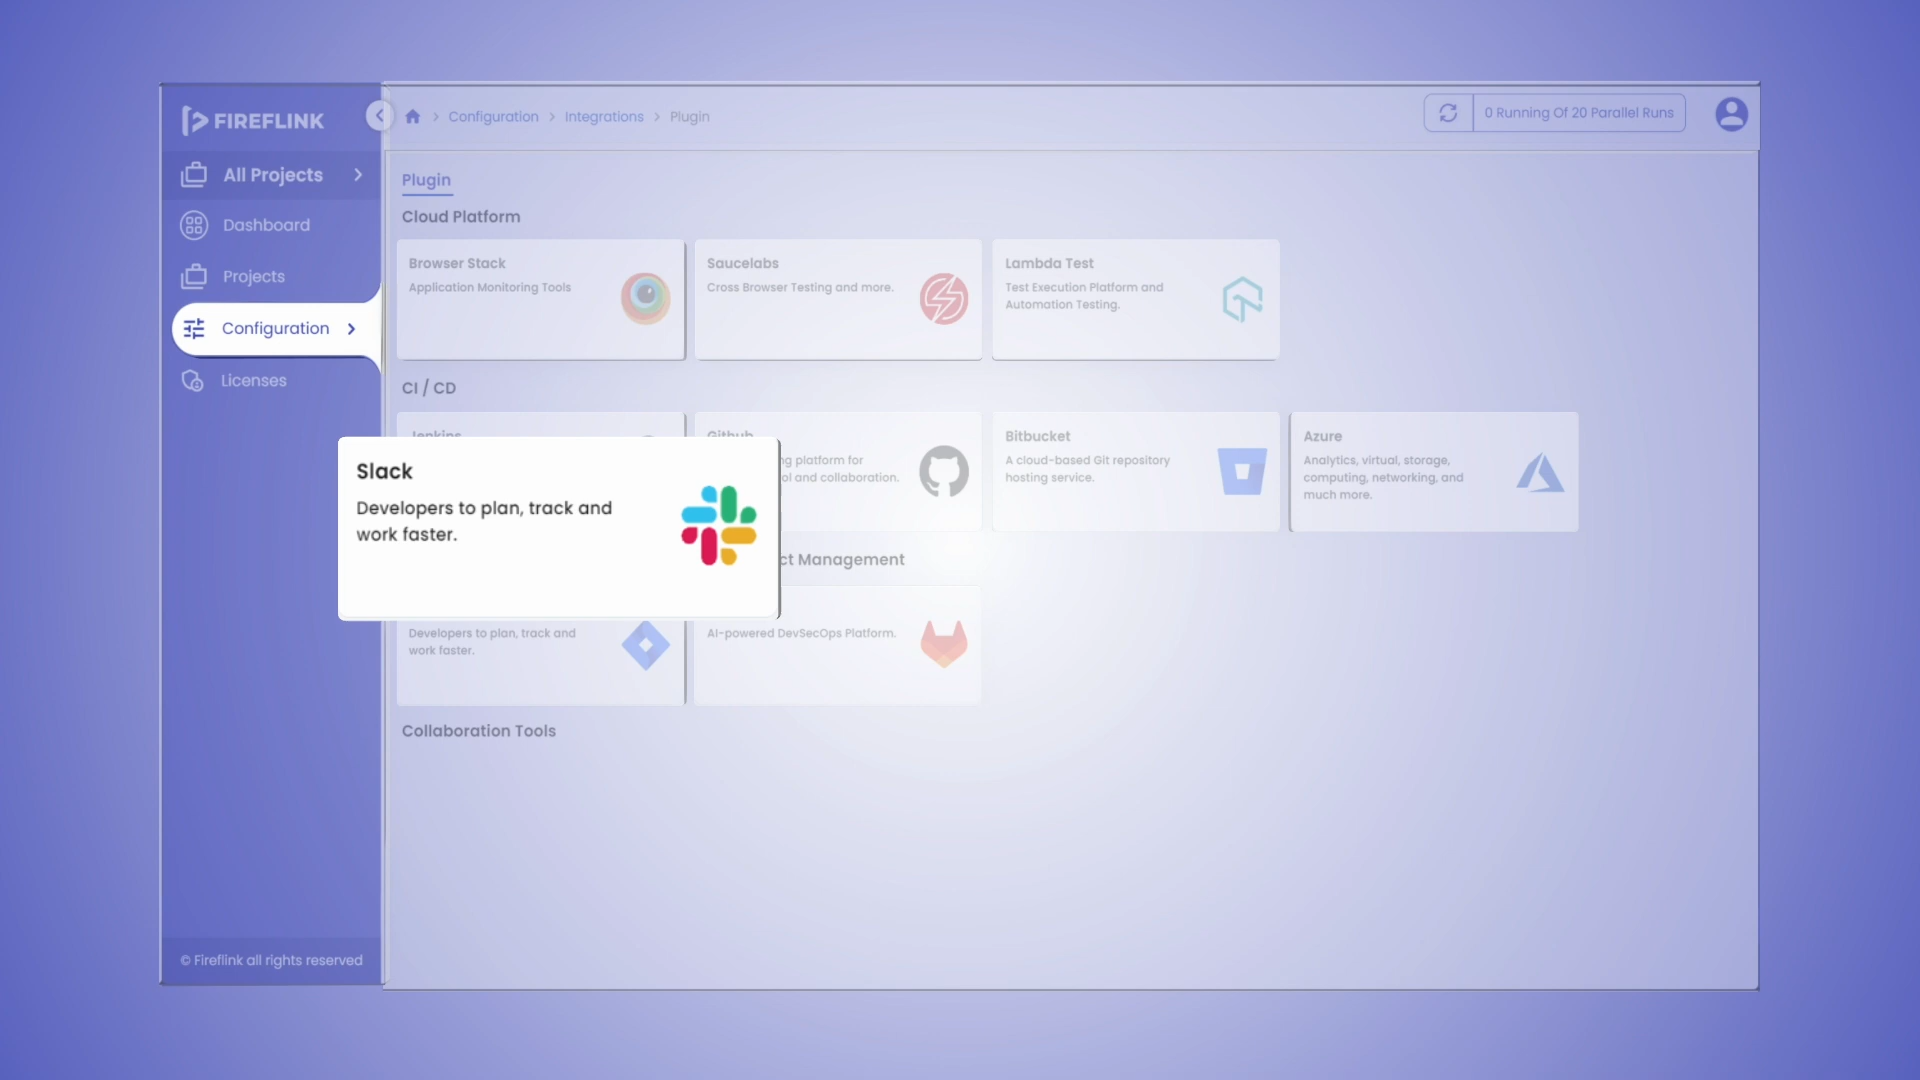 FIREFLINK
Configuration
Integrations
Plugin
0 Running Of 20 Parallel Runs
All Projects
Dashboard
Projects
Configuration
Licenses
Plugin
Cloud Platform
Browser Stack
Application Monitoring Tools
Saucelabs
Cross Browser Testing and more.
Lambda Test
Test Execution Platform and
Automation Testing.
CI / CD
Jenkins
Github
platform for
and collaboration.
Bitbucket
A cloud-based Git repository
hosting service.
Azure
Analytics, virtual, storage,
computing, networking, and
much more.
Slack
Developers to plan, track and
work faster.
Management
Developers to plan, track and
work faster.
AI-powered DevSecOps Platform.
Collaboration Tools
© Fireflink all rights reserved